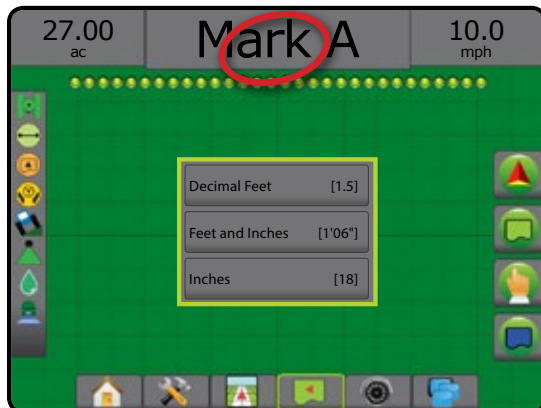 27.00
ac
Mark A
10.0
mph
Decimal Feet [1.5]
Feet and Inches [1'06"]
Inches [18]